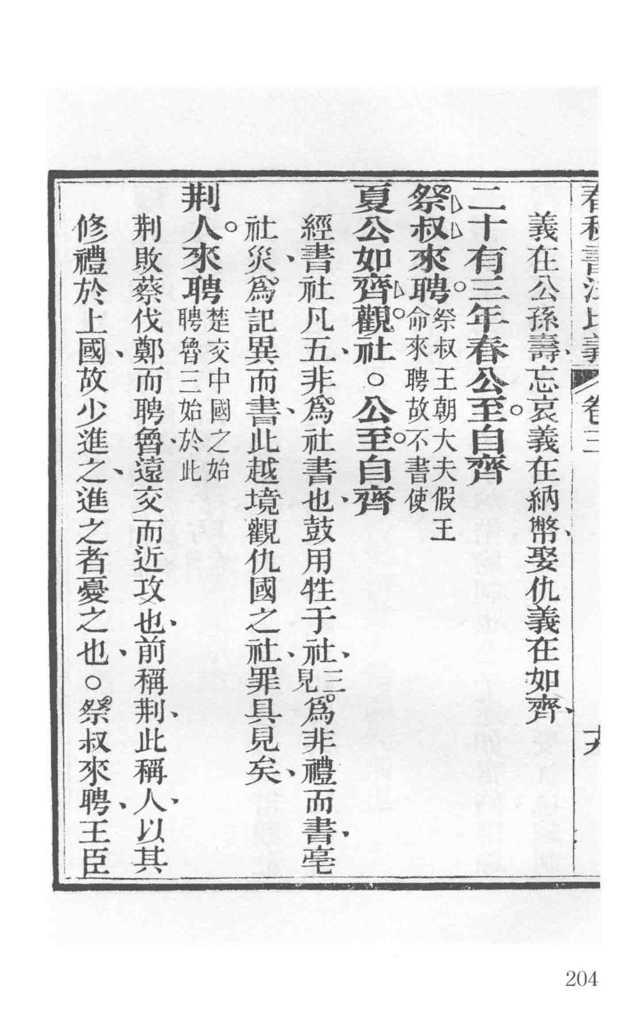 春秋書法比義 卷三 十六
義在公孫壽忘哀義在納幣娶仇義在如齊
二十有三年春公至自齊
祭叔來聘 祭叔王朝大夫假王
命來聘故不書使
夏公如齊觀社○公至自齊
經書社凡五非爲社書也鼓用牲于社三見爲非禮而書亳
社災爲記異而書此越境觀仇國之社罪具見矣
荆人來聘 楚交中國之始
聘魯三始於此
荆敗蔡伐鄭而聘魯遠交而近攻也前稱荆此稱人以其
修禮於上國故少進之進之者憂之也○祭叔來聘王臣
204